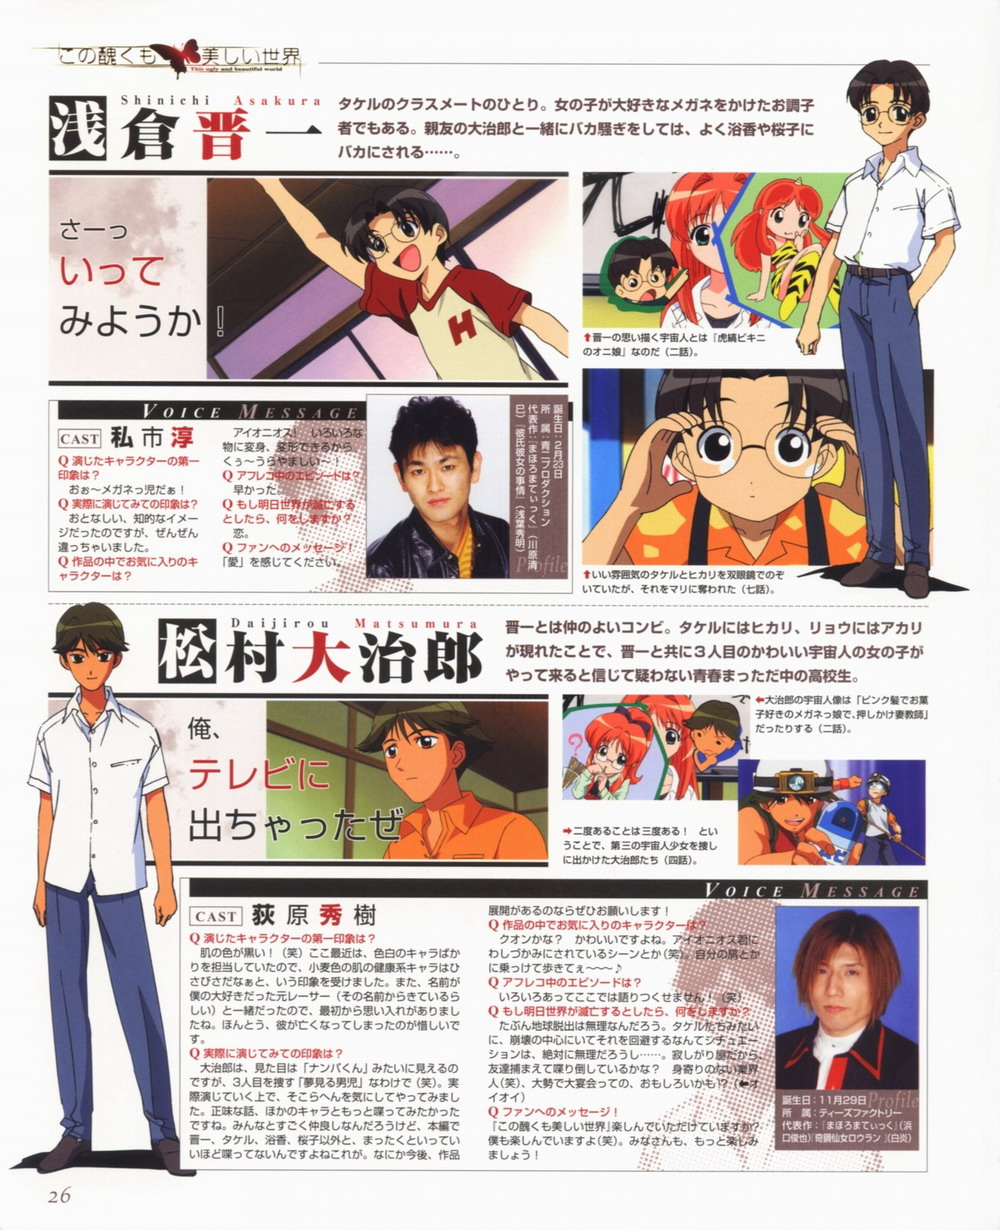 この醜くも美しい世界
This ugly and beautiful world
Shinichi Asakura
浅倉晋一
タケルのクラスメートのひとり。女の子が大好きなメガネをかけたお調子
者でもある。親友の大治郎と一緒にバカ騒ぎをしては、よく浴香や桜子に
バカにされる……。
さーっ
いって
みようか!
⬆晋一の思い描く宇宙人とは『虎縞ビキニ
のオニ娘』なのだ（二話）。
⬆いい雰囲気のタケルとヒカリを双眼鏡でのぞ
いていたが、それをマリに奪われた（七話）。
VOICE MESSAGE
CAST 私市淳
Q 演じたキャラクターの第一
印象は?
おぉ〜メガネっ児だぁ!
Q 実際に演じてみての印象は?
おとなしい、知的なイメー
ジだったのですが、ぜんぜん
違っちゃいました。
Q 作品の中でお気に入りのキ
ャラクターは?
アイオニオス! いろいろな
物に変身、変形できるから。
くぅ〜うらやましい〜!
Q アフレコ中のエピソードは?
早かった。
Q もし明日世界が滅亡する
としたら、何をしますか?
恋。
Q ファンへのメッセージ!
「愛」を感じてください。
誕生日：2月23日
所　属：青二プロダクション
代表作：『まほろまてぃっく』（川原清
巳）『彼氏彼女の事情』（浅葉秀明）
Profile
Daijirou Matsumura
松村大治郎
晋一とは仲のよいコンビ。タケルにはヒカリ、リョウにはアカリ
が現れたことで、晋一と共に３人目のかわいい宇宙人の女の子が
やって来ると信じて疑わない青春まっただ中の高校生。
俺、
テレビに
出ちゃったぜ
⬅大治郎の宇宙人像は「ピンク髪でお菓
子好きのメガネっ娘で、押しかけ妻教師」
だったりする（二話）。
➡二度あることは三度ある! とい
うことで、第三の宇宙人少女を捜し
に出かけた大治郎たち（四話）。
VOICE MESSAGE
CAST 荻原秀樹
Q 演じたキャラクターの第一印象は?
肌の色が黒い!（笑）ここ最近は、色白のキャラばか
りを担当していたので、小麦色の肌の健康系キャラはひ
さびさだなぁと、いう印象を受けました。また、名前が
僕の大好きだった元レーサー（その名前からきているら
しい）と一緒だったので、最初から思い入れがありまし
たね。ほんとう、彼が亡くなってしまったのが惜しいで
す。
Q 実際に演じてみての印象は?
大治郎は、見た目は「ナンパくん」みたいに見えるの
ですが、3人目を捜す「夢見る男児」なわけで（笑）。実
際演じていく上で、そこらへんを気にしてやってみまし
た。正味な話、ほかのキャラともっと喋ってみたかった
ですね。みんなとすごく仲良しなんだろうけど、本編で
晋一、タケル、浴香、桜子以外と、まったくといってい
いほど喋ってないんですよねこれが。なにか今後、作品
展開があるのならぜひお願いします!
Q 作品の中でお気に入りのキャラクターは?
クオンかな? かわいいですよね。アイオニオス君に
わしづかみにされているシーンとか（笑）。自分の肩とか
に乗っけて歩きてぇ〜〜〜♪
Q アフレコ中のエピソードは?
いろいろあってここでは語りつくせません!（笑）
Q もし明日世界が滅亡するとしたら、何をしますか?
たぶん地球脱出は無理なんだろう。タケルたちみたい
に、崩壊の中心にいてそれを回避するなんてシチュエ
ーションは、絶対に無理だろうし……。寂しがり屋だから、
友達捕まえて喋り倒しているかな? 身寄りのない業界
人（笑）、大勢で大宴会っての、おもしろいかも!?（⬅オ
イオイ）
Q ファンへのメッセージ!
『この醜くも美しい世界』楽しんでいただけていますか?
僕も楽しんでいますよ（笑）。みなさんも、もっと楽しみ
ましょう!
Profile
誕生日：11月29日
所　属：ティーズファクトリー
代表作：『まほろまてぃっく』（浜
口俊也）『奇鋼仙女ロウラン』（白炎）
26